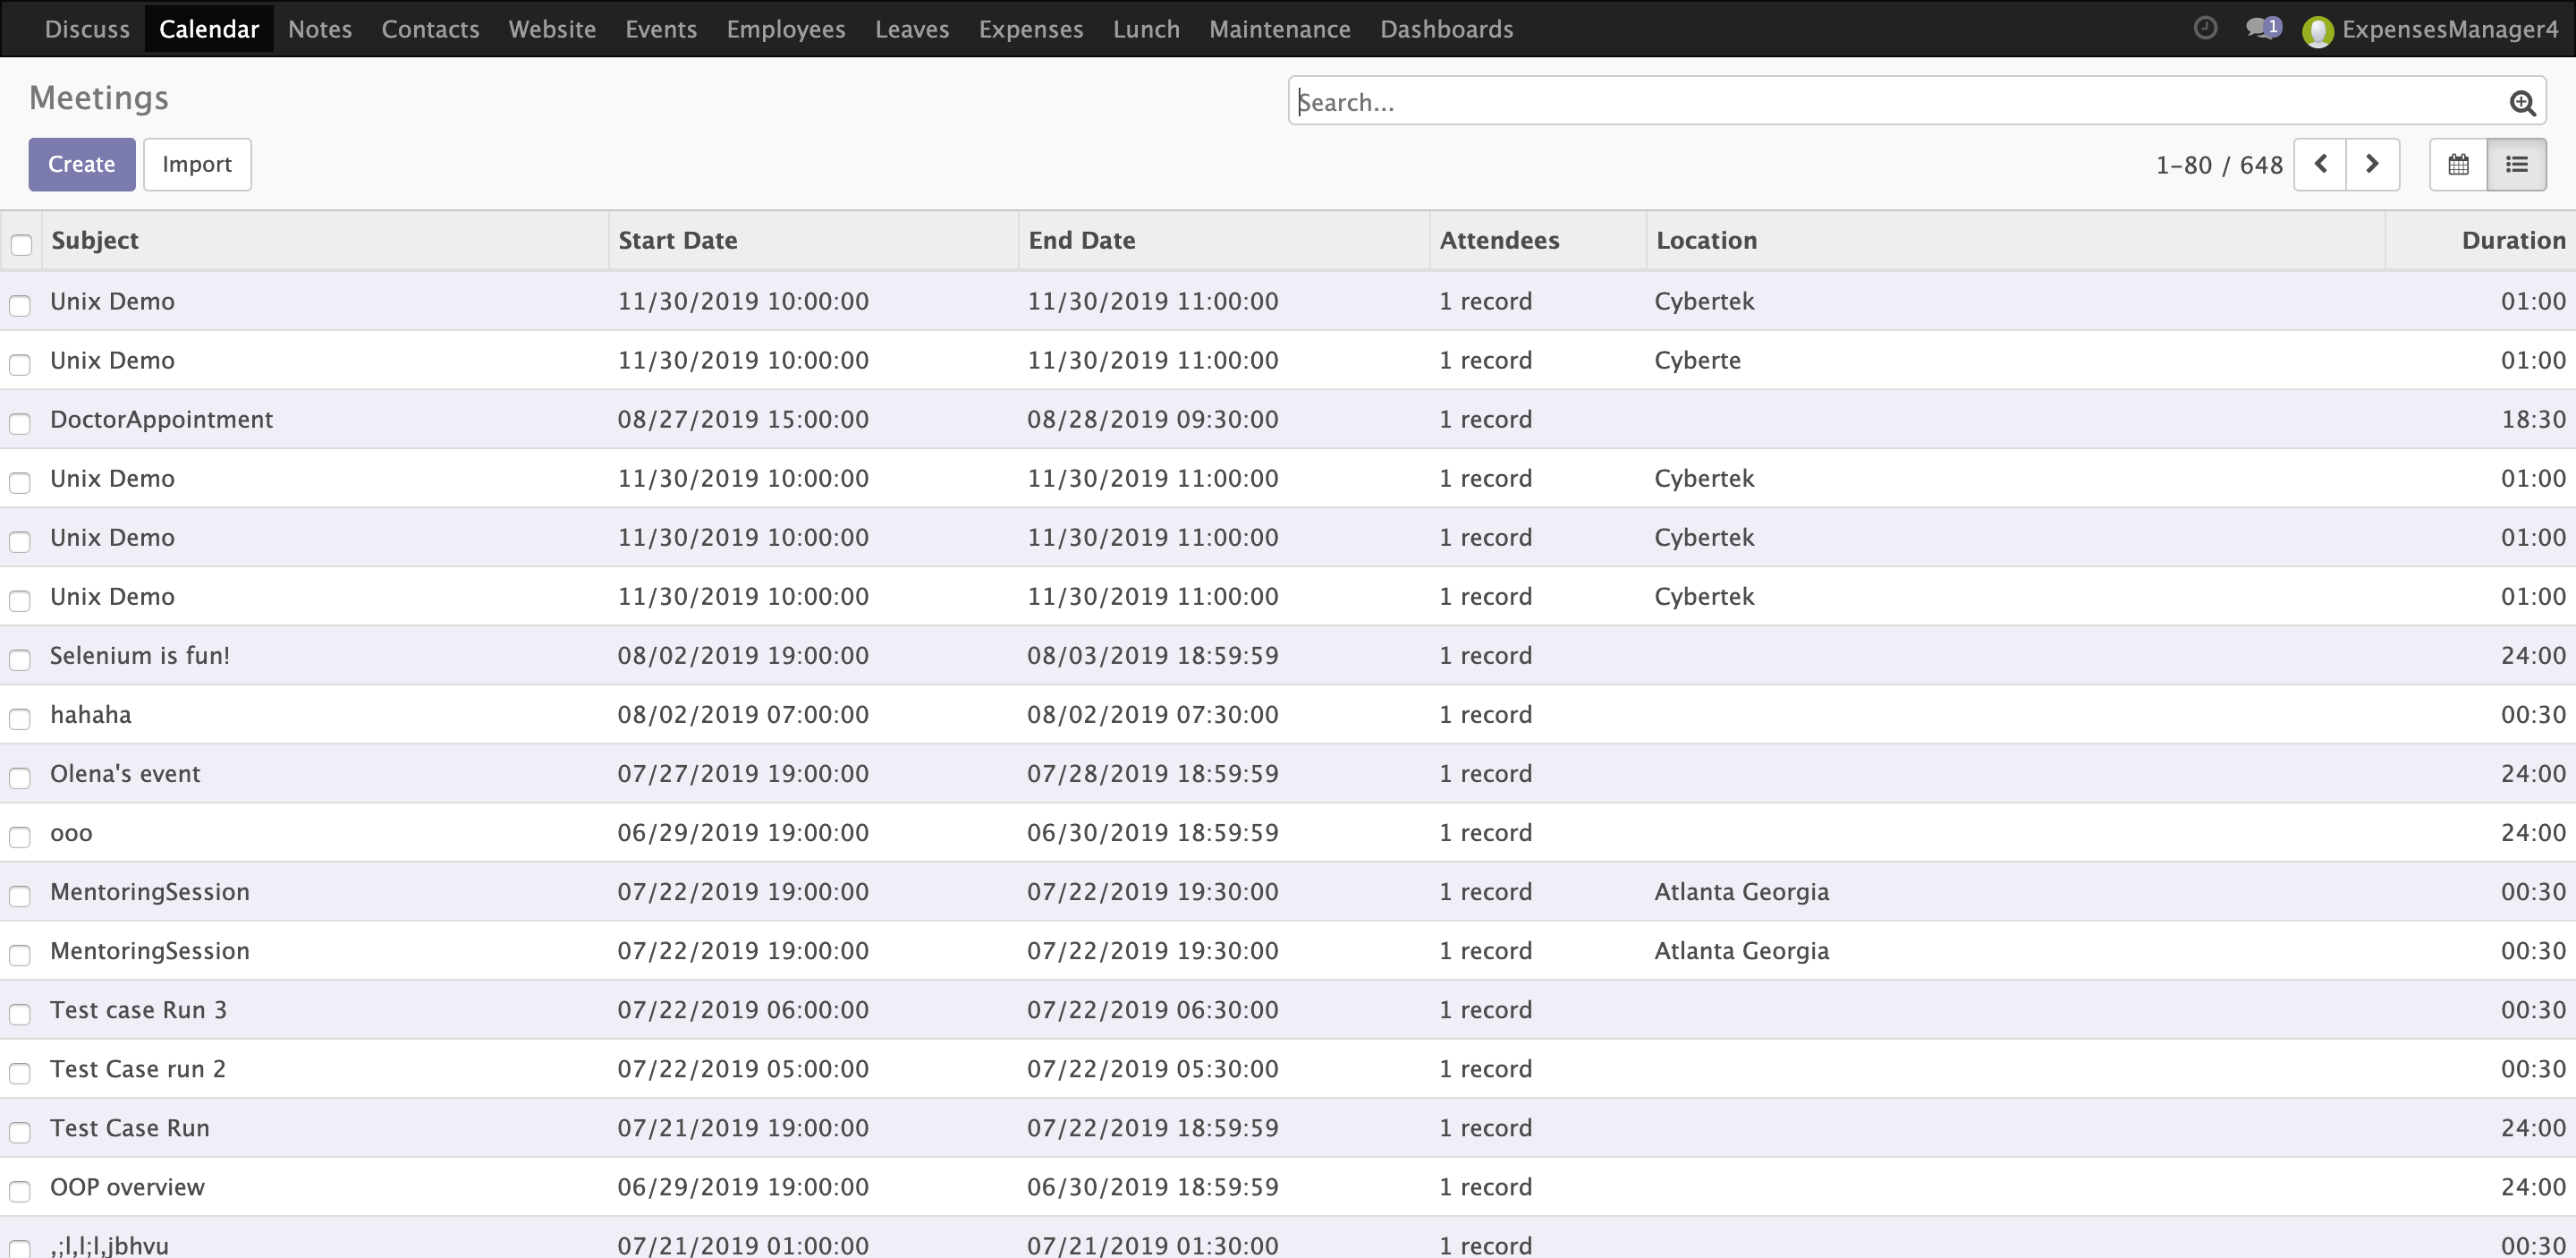 Discuss Calendar Notes Contacts Website Events Employees Leaves Expenses Lunch Maintenance Dashboards 1 ExpensesManager4
Meetings Search...
Create Import 1-80 / 648
Subject Start Date End Date Attendees Location Duration
Unix Demo 11/30/2019 10:00:00 11/30/2019 11:00:00 1 record Cybertek 01:00
Unix Demo 11/30/2019 10:00:00 11/30/2019 11:00:00 1 record Cyberte 01:00
DoctorAppointment 08/27/2019 15:00:00 08/28/2019 09:30:00 1 record 18:30
Unix Demo 11/30/2019 10:00:00 11/30/2019 11:00:00 1 record Cybertek 01:00
Unix Demo 11/30/2019 10:00:00 11/30/2019 11:00:00 1 record Cybertek 01:00
Unix Demo 11/30/2019 10:00:00 11/30/2019 11:00:00 1 record Cybertek 01:00
Selenium is fun! 08/02/2019 19:00:00 08/03/2019 18:59:59 1 record 24:00
hahaha 08/02/2019 07:00:00 08/02/2019 07:30:00 1 record 00:30
Olena's event 07/27/2019 19:00:00 07/28/2019 18:59:59 1 record 24:00
ooo 06/29/2019 19:00:00 06/30/2019 18:59:59 1 record 24:00
MentoringSession 07/22/2019 19:00:00 07/22/2019 19:30:00 1 record Atlanta Georgia 00:30
MentoringSession 07/22/2019 19:00:00 07/22/2019 19:30:00 1 record Atlanta Georgia 00:30
Test case Run 3 07/22/2019 06:00:00 07/22/2019 06:30:00 1 record 00:30
Test Case run 2 07/22/2019 05:00:00 07/22/2019 05:30:00 1 record 00:30
Test Case Run 07/21/2019 19:00:00 07/22/2019 18:59:59 1 record 24:00
OOP overview 06/29/2019 19:00:00 06/30/2019 18:59:59 1 record 24:00
,;l,l;l,jbhvu 07/21/2019 01:00:00 07/21/2019 01:30:00 1 record 00:30